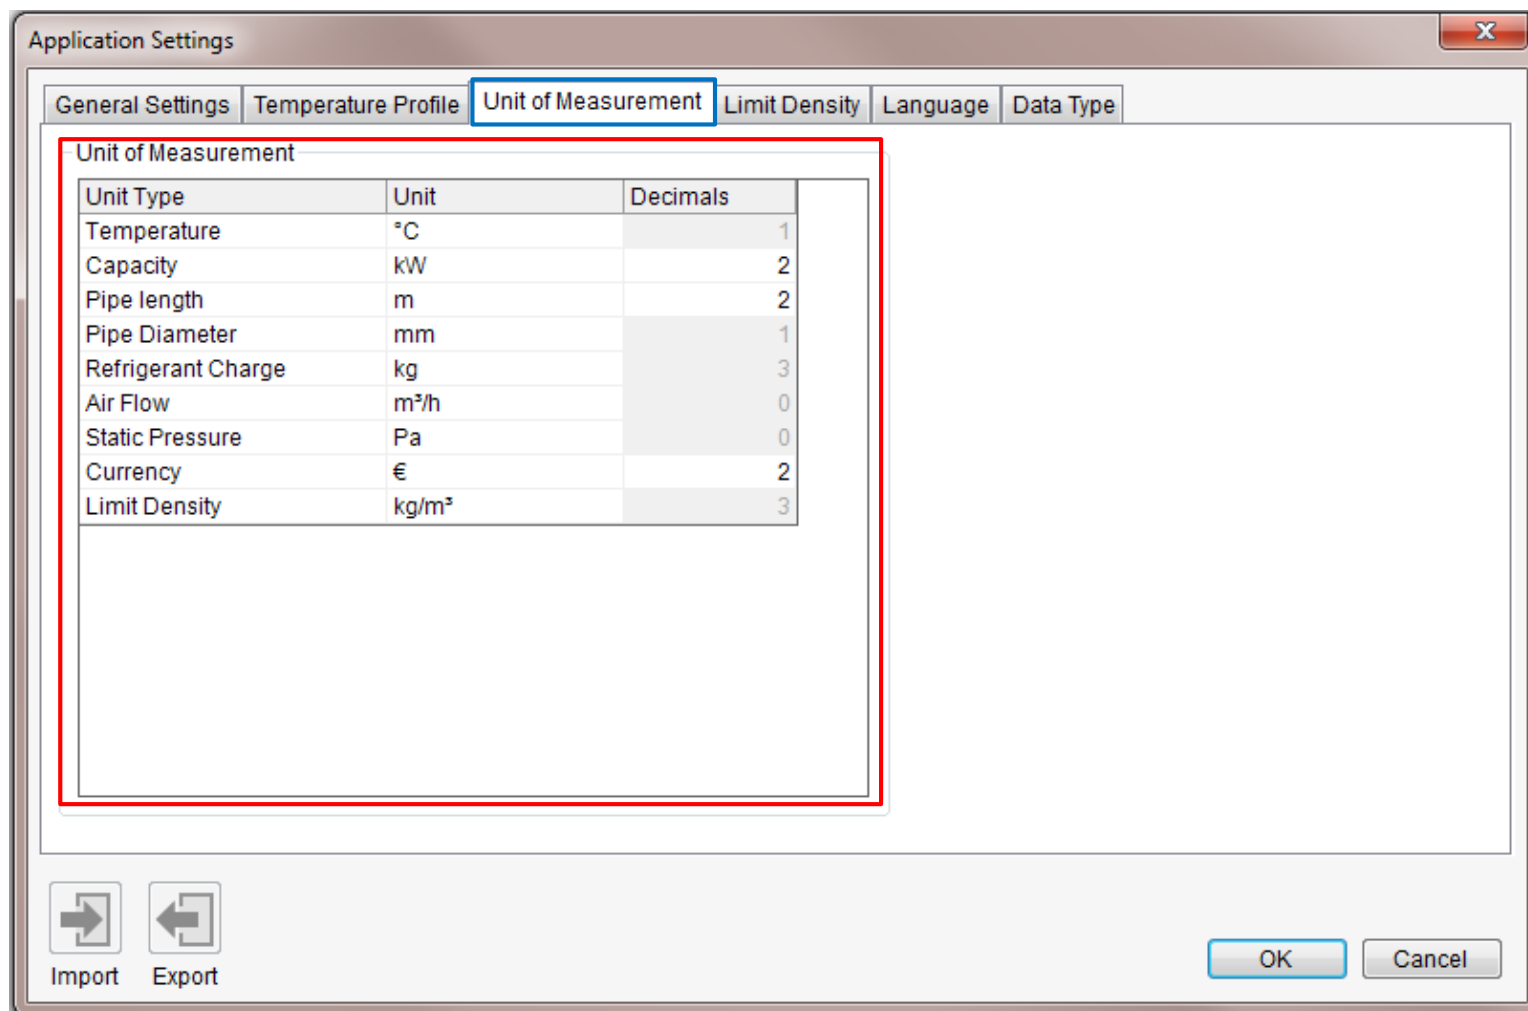 Application Settings
X
General Settings Temperature Profile Unit of Measurement Limit Density Language Data Type
Unit of Measurement
Unit Type Unit Decimals
Temperature °C 1
Capacity kW 2
Pipe length m 2
Pipe Diameter mm 1
Refrigerant Charge kg 3
Air Flow m³/h 0
Static Pressure Pa 0
Currency € 2
Limit Density kg/m³ 3
Import Export
OK Cancel